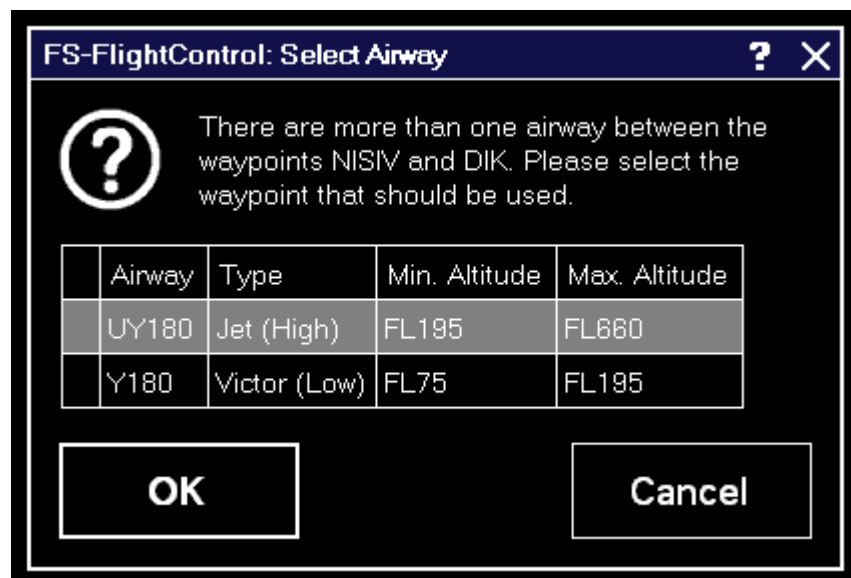 FS-FlightControl: Select Airway ? X
?
There are more than one airway between the
waypoints NISIV and DIK. Please select the
waypoint that should be used.
Airway Type Min. Altitude Max. Altitude
UY180 Jet (High) FL195 FL660
Y180 Victor (Low) FL75 FL195
OK Cancel